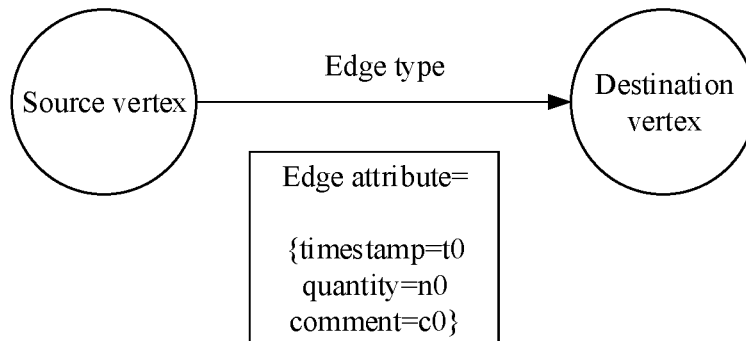 Source vertex
Edge type
Destination
vertex
Edge attribute=
{timestamp=t0
quantity=n0
comment=c0}